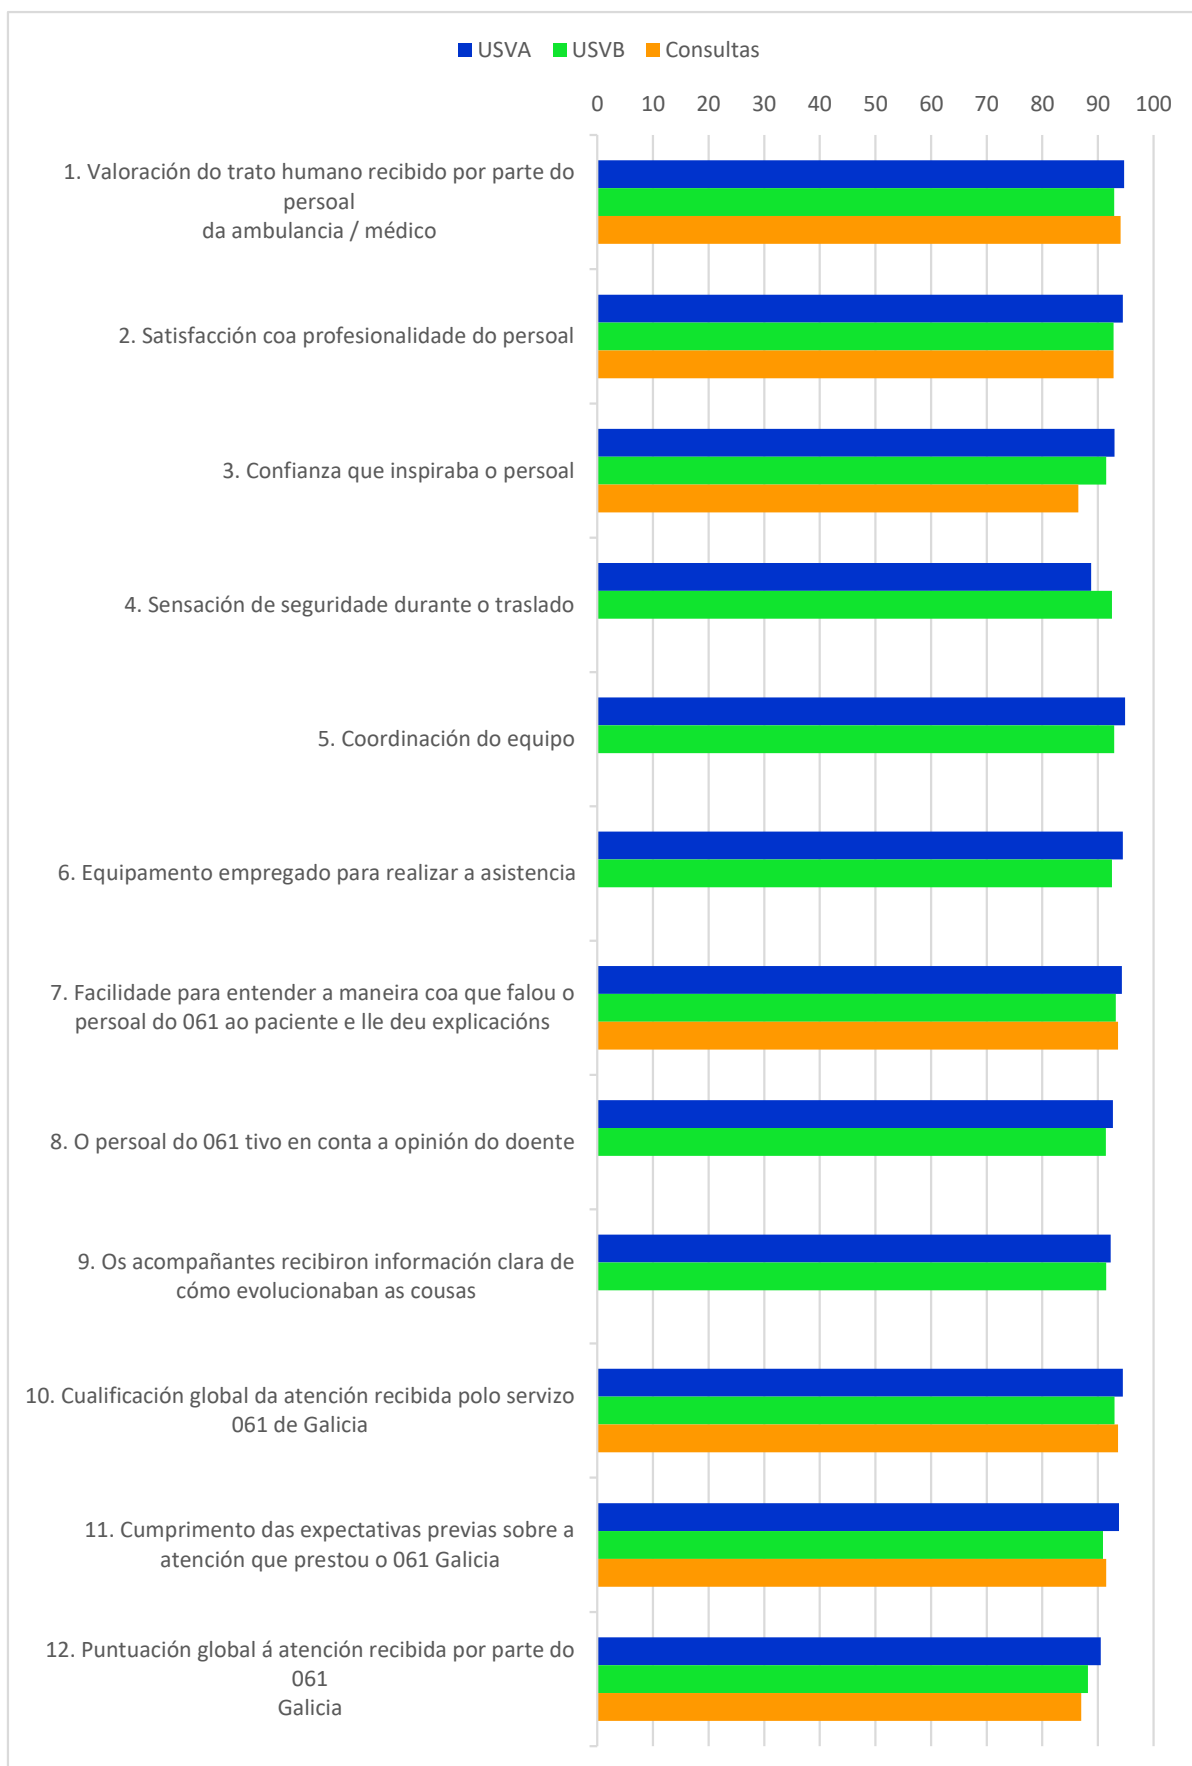 USVA USVB Consultas
0 10 20 30 40 50 60 70 80 90 100
1. Valoración do trato humano recibido por parte do
persoal
da ambulancia / médico
2. Satisfacción coa profesionalidade do persoal
3. Confianza que inspiraba o persoal
4. Sensación de seguridade durante o traslado
5. Coordinación do equipo
6. Equipamento empregado para realizar a asistencia
7. Facilidade para entender a maneira coa que falou o
persoal do 061 ao paciente e lle deu explicacións
8. O persoal do 061 tivo en conta a opinión do doente
9. Os acompañantes recibiron información clara de
cómo evolucionaban as cousas
10. Cualificación global da atención recibida polo servizo
061 de Galicia
11. Cumprimento das expectativas previas sobre a
atención que prestou o 061 Galicia
12. Puntuación global á atención recibida por parte do
061
Galicia